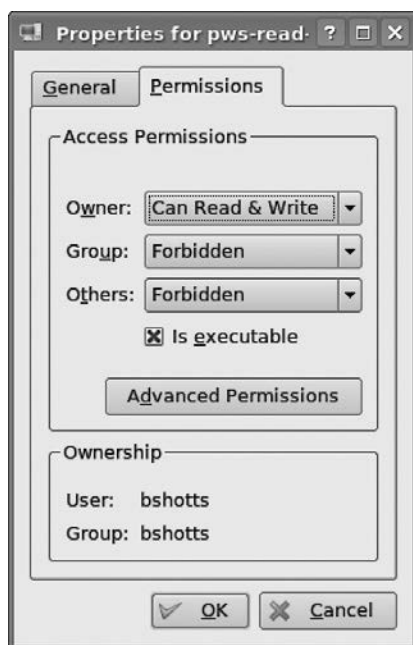 Properties for pws-read-
General Permissions
Access Permissions
Owner: Can Read & Write
Group: Forbidden
Others: Forbidden
Is executable
Advanced Permissions
Ownership
User: bshotts
Group: bshotts
OK Cancel